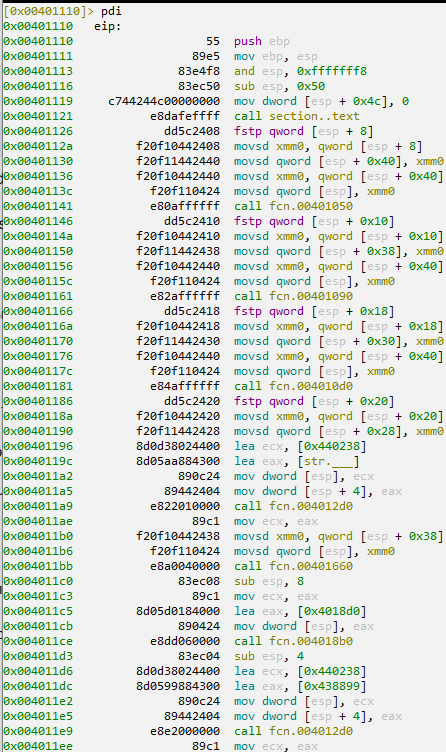 [0x00401110]> pdi
0x00401110   eip:
0x00401110                   55  push ebp
0x00401111                 89e5  mov ebp, esp
0x00401113               83e4f8  and esp, 0xfffffff8
0x00401116               83ec50  sub esp, 0x50
0x00401119     c744244c00000000  mov dword [esp + 0x4c], 0
0x00401121           e8dafeffff  call section..text
0x00401126             dd5c2408  fstp qword [esp + 8]
0x0040112a         f20f10442408  movsd xmm0, qword [esp + 8]
0x00401130         f20f11442440  movsd qword [esp + 0x40], xmm0
0x00401136         f20f10442440  movsd xmm0, qword [esp + 0x40]
0x0040113c           f20f110424  movsd qword [esp], xmm0
0x00401141           e80affffff  call fcn.00401050
0x00401146             dd5c2410  fstp qword [esp + 0x10]
0x0040114a         f20f10442410  movsd xmm0, qword [esp + 0x10]
0x00401150         f20f11442438  movsd qword [esp + 0x38], xmm0
0x00401156         f20f10442440  movsd xmm0, qword [esp + 0x40]
0x0040115c           f20f110424  movsd qword [esp], xmm0
0x00401161           e82affffff  call fcn.00401090
0x00401166             dd5c2418  fstp qword [esp + 0x18]
0x0040116a         f20f10442418  movsd xmm0, qword [esp + 0x18]
0x00401170         f20f11442430  movsd qword [esp + 0x30], xmm0
0x00401176         f20f10442440  movsd xmm0, qword [esp + 0x40]
0x0040117c           f20f110424  movsd qword [esp], xmm0
0x00401181           e84affffff  call fcn.004010d0
0x00401186             dd5c2420  fstp qword [esp + 0x20]
0x0040118a         f20f10442420  movsd xmm0, qword [esp + 0x20]
0x00401190         f20f11442428  movsd qword [esp + 0x28], xmm0
0x00401196         8d0d38024400  lea ecx, [0x440238]
0x0040119c         8d05aa884300  lea eax, [str.___]
0x004011a2               890c24  mov dword [esp], ecx
0x004011a5             89442404  mov dword [esp + 4], eax
0x004011a9           e822010000  call fcn.004012d0
0x004011ae                 89c1  mov ecx, eax
0x004011b0         f20f10442438  movsd xmm0, qword [esp + 0x38]
0x004011b6           f20f110424  movsd qword [esp], xmm0
0x004011bb           e8a0040000  call fcn.00401660
0x004011c0               83ec08  sub esp, 8
0x004011c3                 89c1  mov ecx, eax
0x004011c5         8d05d0184000  lea eax, [0x4018d0]
0x004011cb               890424  mov dword [esp], eax
0x004011ce           e8dd060000  call fcn.004018b0
0x004011d3               83ec04  sub esp, 4
0x004011d6         8d0d38024400  lea ecx, [0x440238]
0x004011dc         8d0599884300  lea eax, [0x438899]
0x004011e2               890c24  mov dword [esp], ecx
0x004011e5             89442404  mov dword [esp + 4], eax
0x004011e9           e8e2000000  call fcn.004012d0
0x004011ee                 89c1  mov ecx, eax